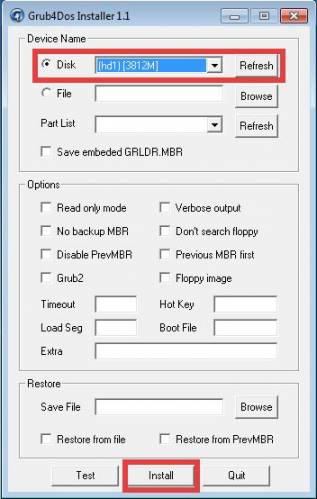 Grub4Dos Installer 1.1
Device Name
Disk (hd1) [3812M] Refresh
File Browse
Part List Refresh
Save embeded GRLDR.MBR
Options
Read only mode Verbose output
No backup MBR Don't search floppy
Disable PrevMBR Previous MBR first
Grub2 Floppy image
Timeout Hot Key
Load Seg Boot File
Extra
Restore
Save File Browse
Restore from file Restore from PrevMBR
Test Install Quit